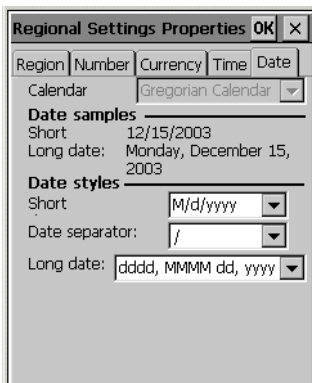 Regional Settings Properties OK ×
Region Number Currency Time Date
Calendar Gregorian Calendar
Date samples
Short 12/15/2003
Long date: Monday, December 15,
2003
Date styles
Short M/d/yyyy
Date separator: /
Long date: dddd, MMMM dd, yyyy